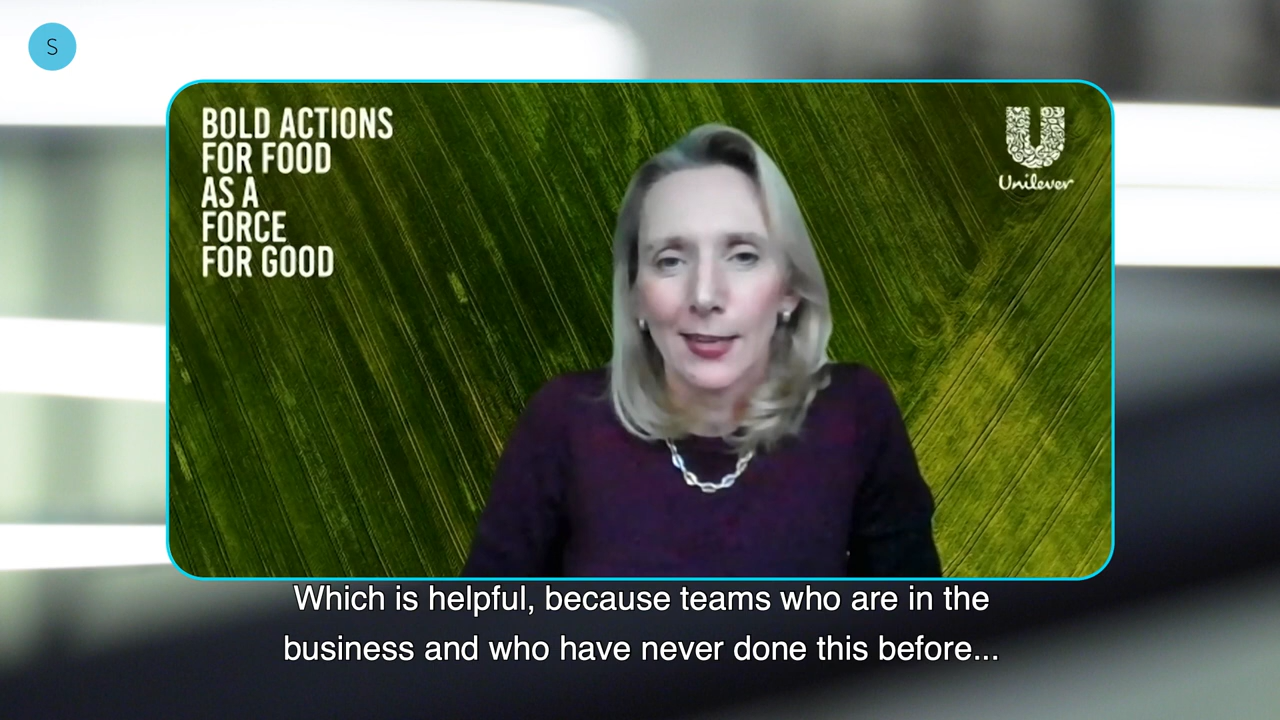 S
BOLD ACTIONS
FOR FOOD
AS A
FORCE
FOR GOOD
Unilever
Which is helpful, because teams who are in the
business and who have never done this before...